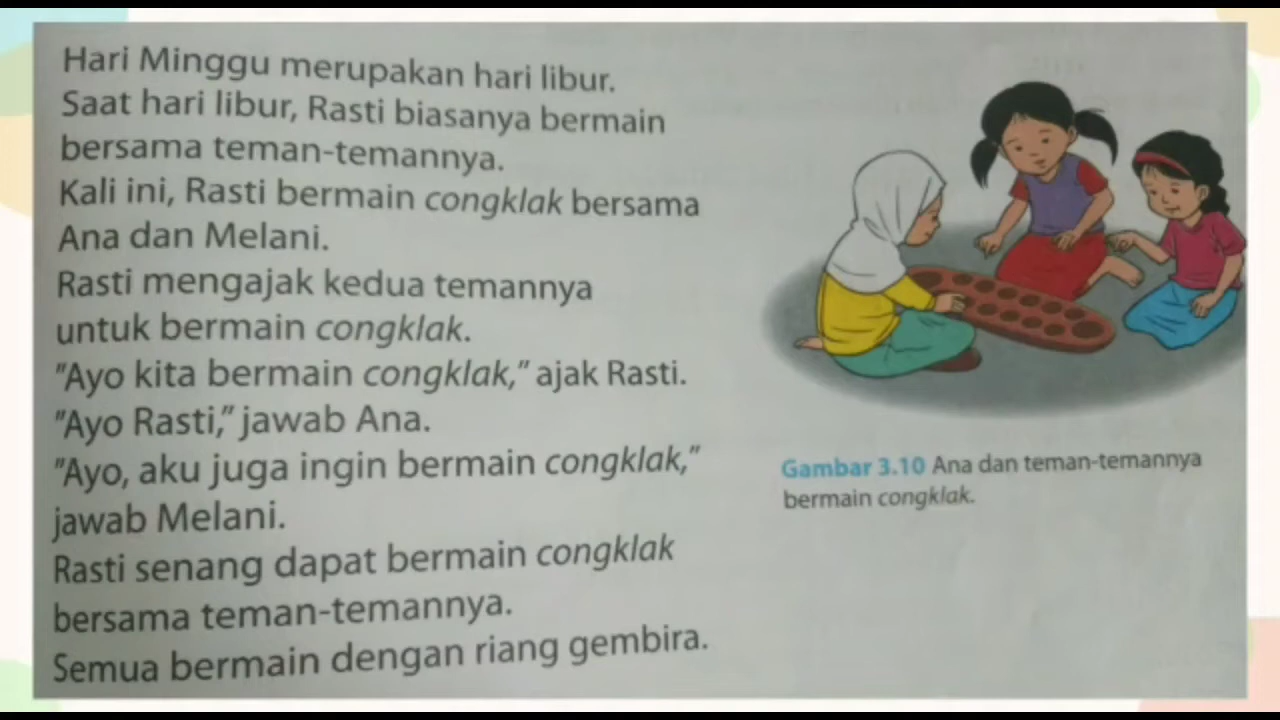 Hari Minggu merupakan hari libur.
Saat hari libur, Rasti biasanya bermain
bersama teman-temannya.
Kali ini, Rasti bermain congklak bersama
Ana dan Melani.
Rasti mengajak kedua temannya
untuk bermain congklak.
"Ayo kita bermain congklak," ajak Rasti.
"Ayo Rasti," jawab Ana.
"Ayo, aku juga ingin bermain congklak,"
jawab Melani.
Rasti senang dapat bermain congklak
bersama teman-temannya.
Semua bermain dengan riang gembira.
Gambar 3.10 Ana dan teman-temannya
bermain congklak.